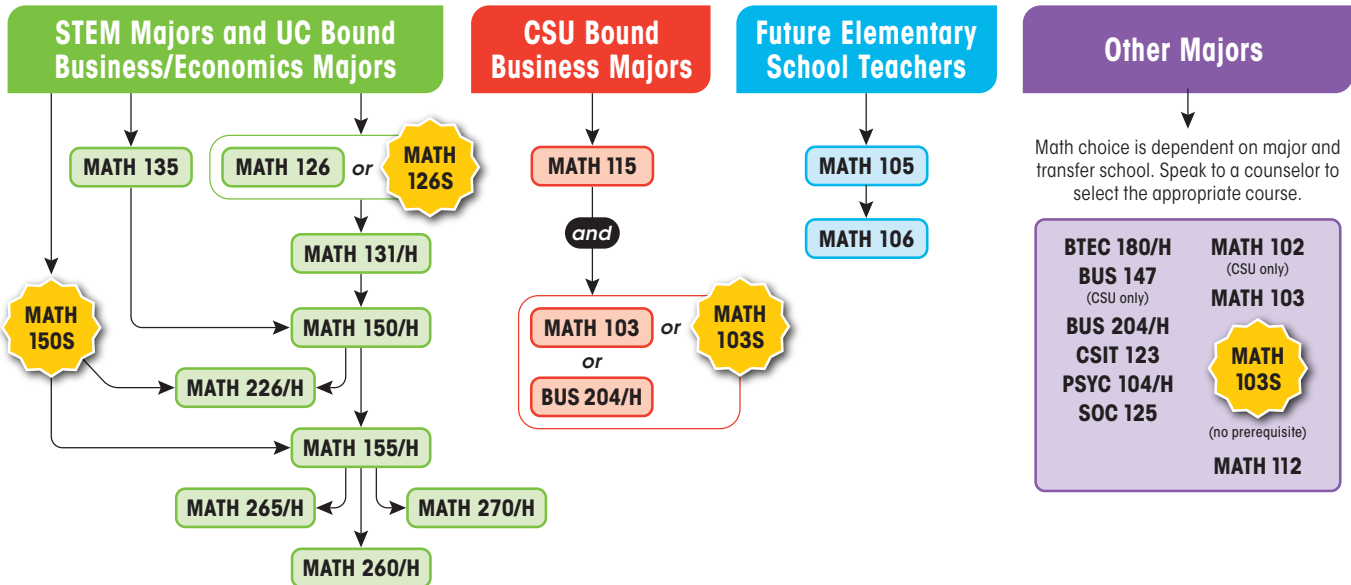 STEM Majors and UC Bound
Business/Economics Majors
MATH 135
MATH 126
or
MATH
126S
MATH 131/H
MATH
150S
MATH 150/H
MATH 226/H
MATH 155/H
MATH 265/H
MATH 270/H
MATH 260/H
CSU Bound
Business Majors
MATH 115
and
MATH 103
or
MATH
103S
or
BUS 204/H
Future Elementary
School Teachers
MATH 105
MATH 106
Other Majors
Math choice is dependent on major and
transfer school. Speak to a counselor to
select the appropriate course.
BTEC 180/H
BUS 147
(CSU only)
BUS 204/H
CSIT 123
PSYC 104/H
SOC 125
MATH 102
(CSU only)
MATH 103
MATH
103S
(no prerequisite)
MATH 112